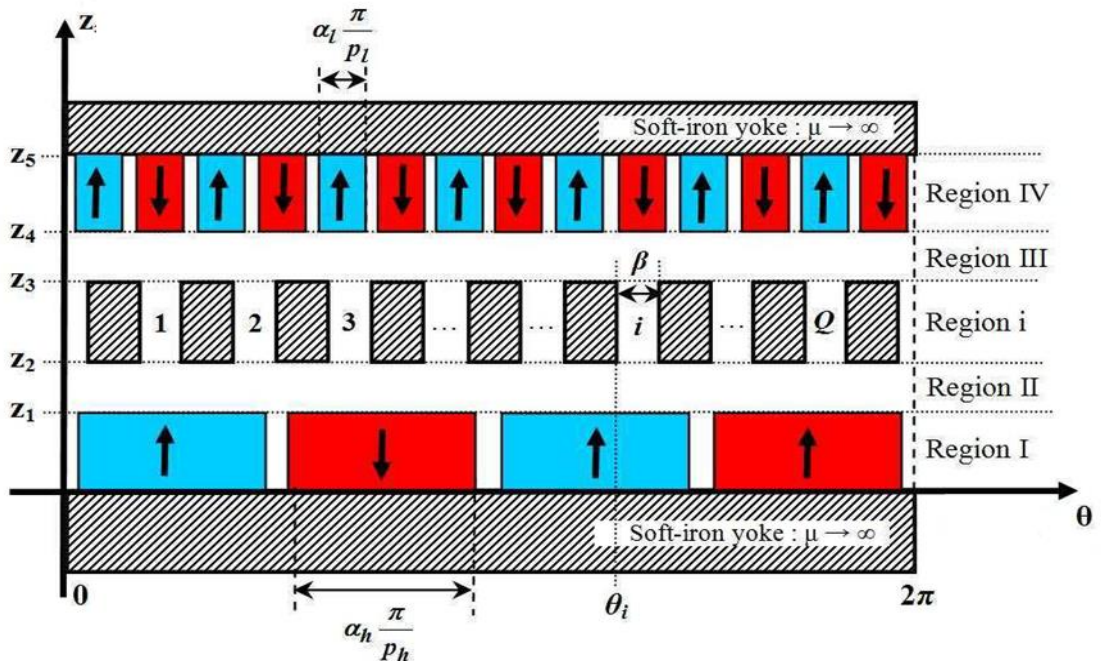 z
α_l π/p_l
Soft-iron yoke : μ → ∞
z₅
Region IV
z₄
Region III
β
z₃
1 2 3 ... ... i ... Q
Region i
z₂
Region II
z₁
Region I
θ
Soft-iron yoke : μ → ∞
0 θᵢ 2π
α_h π/p_h